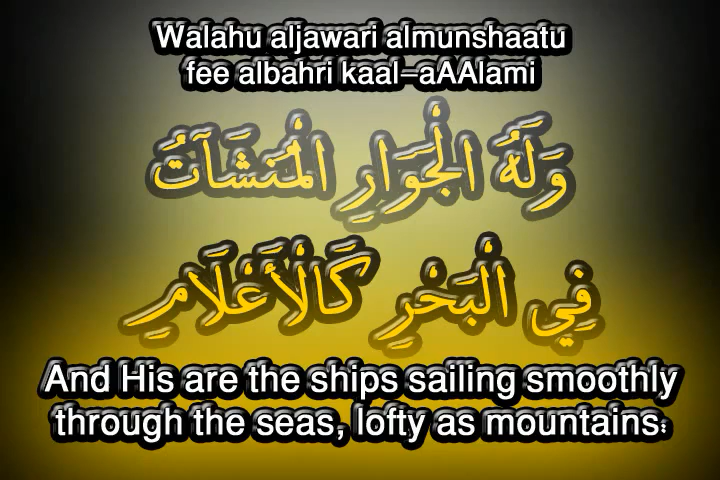 Walahu aljawari almunshaatu
fee albahri kaal-aAAlami
وَلَهُ الْجَوَارِ الْمُنشَآتُ
فِي الْبَحْرِ كَالْأَعْلَامِ
And His are the ships sailing smoothly
through the seas, lofty as mountains: